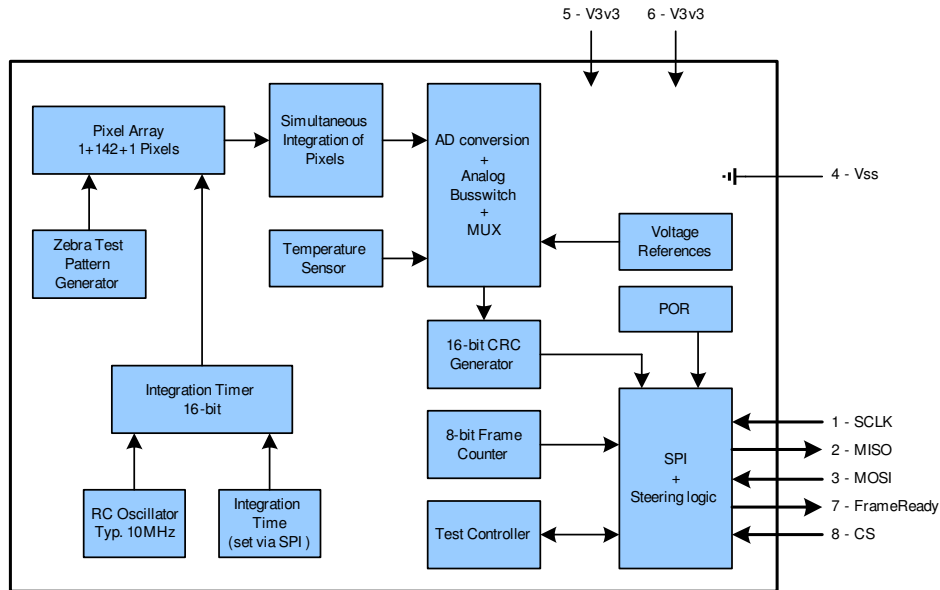 5 - V3v3
6 - V3v3
Pixel Array
1+142+1 Pixels
Simultaneous
Integration of
Pixels
AD conversion
+
Analog
Busswitch
+
MUX
4 - Vss
Zebra Test
Pattern
Generator
Temperature
Sensor
Voltage
References
POR
16-bit CRC
Generator
Integration Timer
16-bit
8-bit Frame
Counter
SPI
+
Steering logic
1 - SCLK
2 - MISO
3 - MOSI
7 - FrameReady
8 - CS
RC Oscillator
Typ. 10MHz
Integration
Time
(set via SPI )
Test Controller